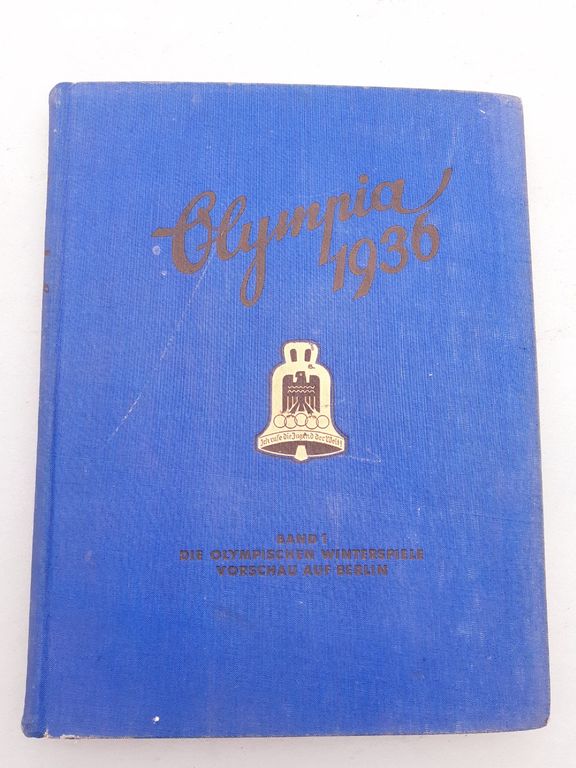 Olympia
1936
Ich rufe die Jugend der Welt!
BAND 1
DIE OLYMPISCHEN WINTERSPIELE
VORSCHAU AUF BERLIN